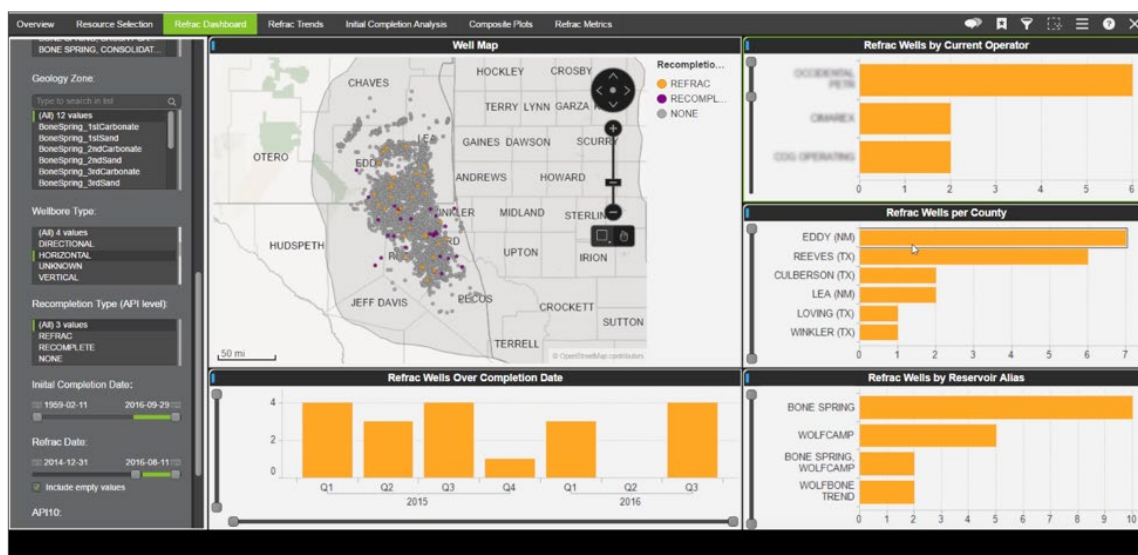 Overview Resource Selection Refrac Dashboard Refrac Trends Initial Completion Analysis Composite Plots Refrac Metrics
BONE SPRING, CONSOLIDAT...
Geology Zone:
Type to search in list
(All) 12 values
BoneSpring_1stCarbonate
BoneSpring_1stSand
BoneSpring_2ndCarbonate
BoneSpring_2ndSand
BoneSpring_3rdCarbonate
BoneSpring_3rdSand
Wellbore Type:
(All) 4 values
DIRECTIONAL
HORIZONTAL
UNKNOWN
VERTICAL
Recompletion Type (API level):
(All) 3 values
REFRAC
RECOMPLETE
NONE
Initial Completion Date:
1959-02-11 2016-09-29
Refrac Date:
2014-12-31 2016-08-11
Include empty values
API10:
Well Map
CHAVES
HOCKLEY CROSBY
TERRY LYNN GARZA
LEA
GAINES DAWSON SCURRY
OTERO
EDDY
ANDREWS HOWARD
MIDLAND
HUDSPETH
UPTON IRION
JEFF DAVIS
PECOS
CROCKETT
SUTTON
TERRELL
50 mi
© OpenStreetMap contributors
Recompletio...
REFRAC
RECOMPL...
NONE
Refrac Wells Over Completion Date
4
2
0
Q1 Q2 Q3 Q4 Q1 Q2 Q3
2015 2016
Refrac Wells by Current Operator
OCCIDENTAL
PETR
CIMAREX
COG OPERATING
0 1 2 3 4 5 6
Refrac Wells per County
EDDY (NM)
REEVES (TX)
CULBERSON (TX)
LEA (NM)
LOVING (TX)
WINKLER (TX)
0 1 2 3 4 5 6 7
Refrac Wells by Reservoir Alias
BONE SPRING
WOLFCAMP
BONE SPRING,
WOLFCAMP
WOLFBONE
TREND
0 1 2 3 4 5 6 7 8 9 10